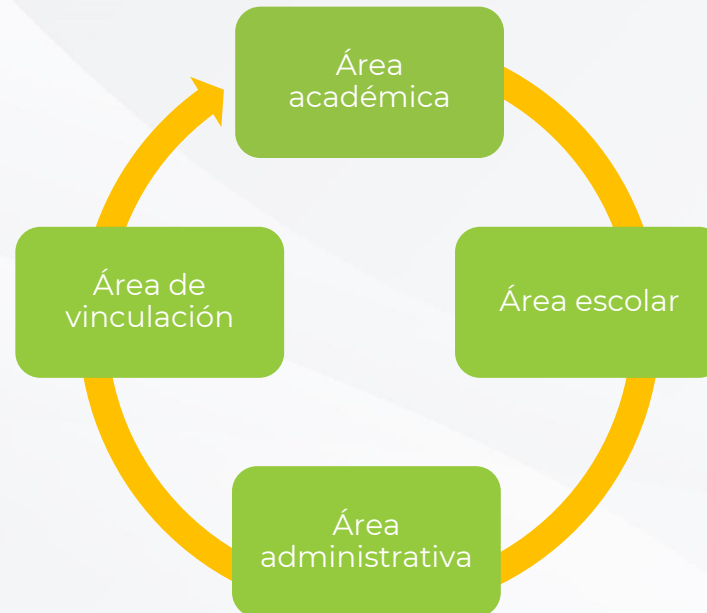 Área
académica
Área de
vinculación
Área escolar
Área
administrativa